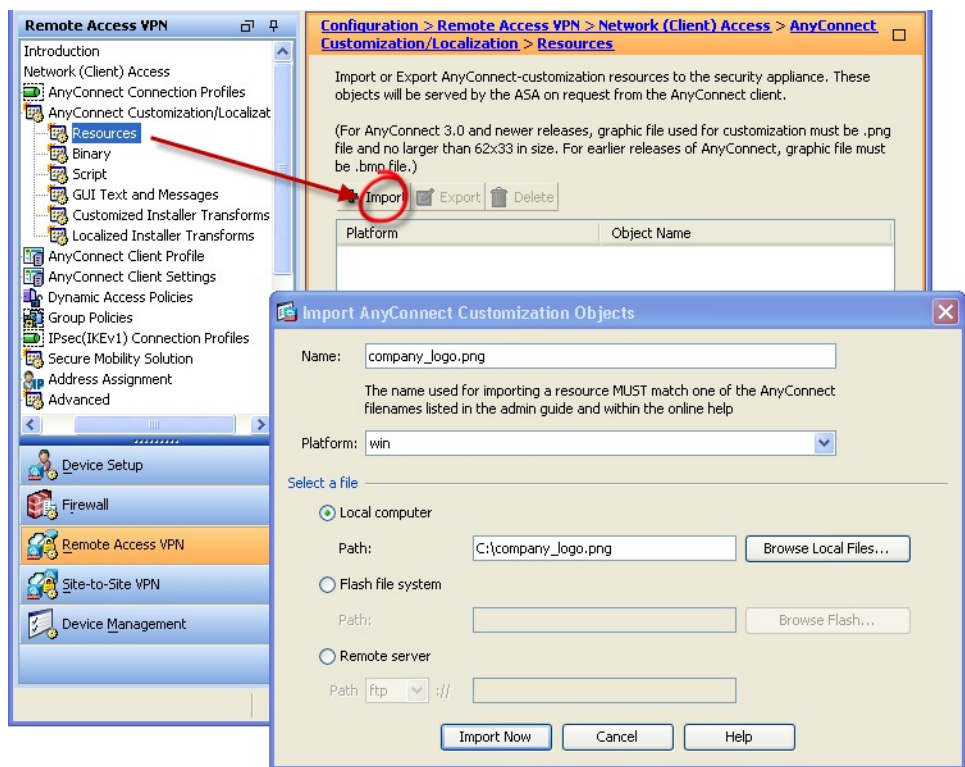 Remote Access VPN
Introduction
Network (Client) Access
AnyConnect Connection Profiles
AnyConnect Customization/Localizat
Resources
Binary
Script
GUI Text and Messages
Customized Installer Transforms
Localized Installer Transforms
AnyConnect Client Profile
AnyConnect Client Settings
Dynamic Access Policies
Group Policies
IPsec(IKEv1) Connection Profiles
Secure Mobility Solution
Address Assignment
Advanced
Device Setup
Firewall
Remote Access VPN
Site-to-Site VPN
Device Management
Configuration > Remote Access VPN > Network (Client) Access > AnyConnect
Customization/Localization > Resources
Import or Export AnyConnect-customization resources to the security appliance. These
objects will be served by the ASA on request from the AnyConnect client.
(For AnyConnect 3.0 and newer releases, graphic file used for customization must be .png
file and no larger than 62x33 in size. For earlier releases of AnyConnect, graphic file must
be .bmp file.)
Import Export Delete
Platform Object Name
Import AnyConnect Customization Objects
Name: company_logo.png
The name used for importing a resource MUST match one of the AnyConnect
filenames listed in the admin guide and within the online help
Platform: win
Select a file
Local computer
Path: C:\company_logo.png Browse Local Files...
Flash file system
Path: Browse Flash...
Remote server
Path ftp ://
Import Now Cancel Help